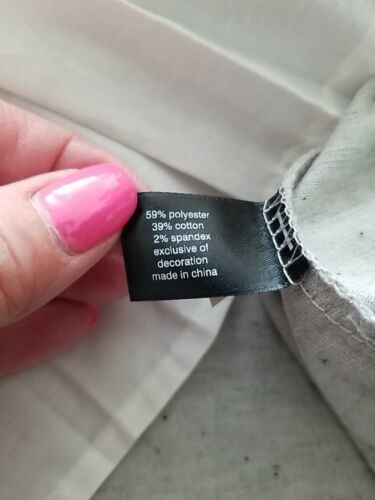 59% polyester
39% cotton
2% spandex
exclusive of
decoration
made in china